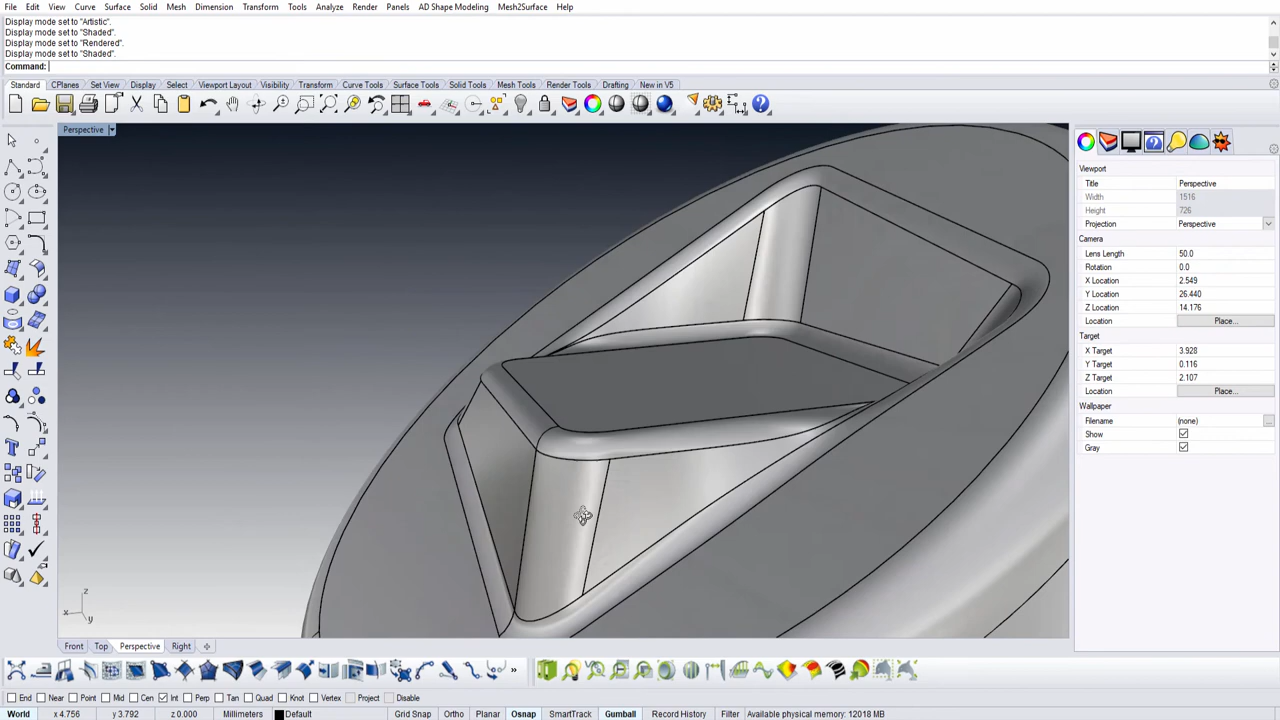 File Edit View Curve Surface Solid Mesh Dimension Transform Tools Analyze Render Panels AD Shape Modeling Mesh2Surface Help
Display mode set to "Artistic".
Display mode set to "Shaded".
Display mode set to "Rendered".
Display mode set to "Shaded".
Command:
Standard CPlanes Set View Display Select Viewport Layout Visibility Transform Curve Tools Surface Tools Solid Tools Mesh Tools Render Tools Drafting New in V5
Perspective
Viewport
Title Perspective
Width 1516
Height 726
Projection Perspective
Camera
Lens Length 50.0
Rotation 0.0
X Location 2.549
Y Location 26.440
Z Location 14.176
Location Place...
Target
X Target 3.928
Y Target 0.116
Z Target 2.107
Location Place...
Wallpaper
Filename (none)
Show
Gray
z
x
y
Front Top Perspective Right
End Near Point Mid Cen Int Perp Tan Quad Knot Vertex Project Disable
World x 4.756 y 3.792 z 0.000 Millimeters Default Grid Snap Ortho Planar Osnap SmartTrack Gumball Record History Filter Available physical memory: 12018 MB